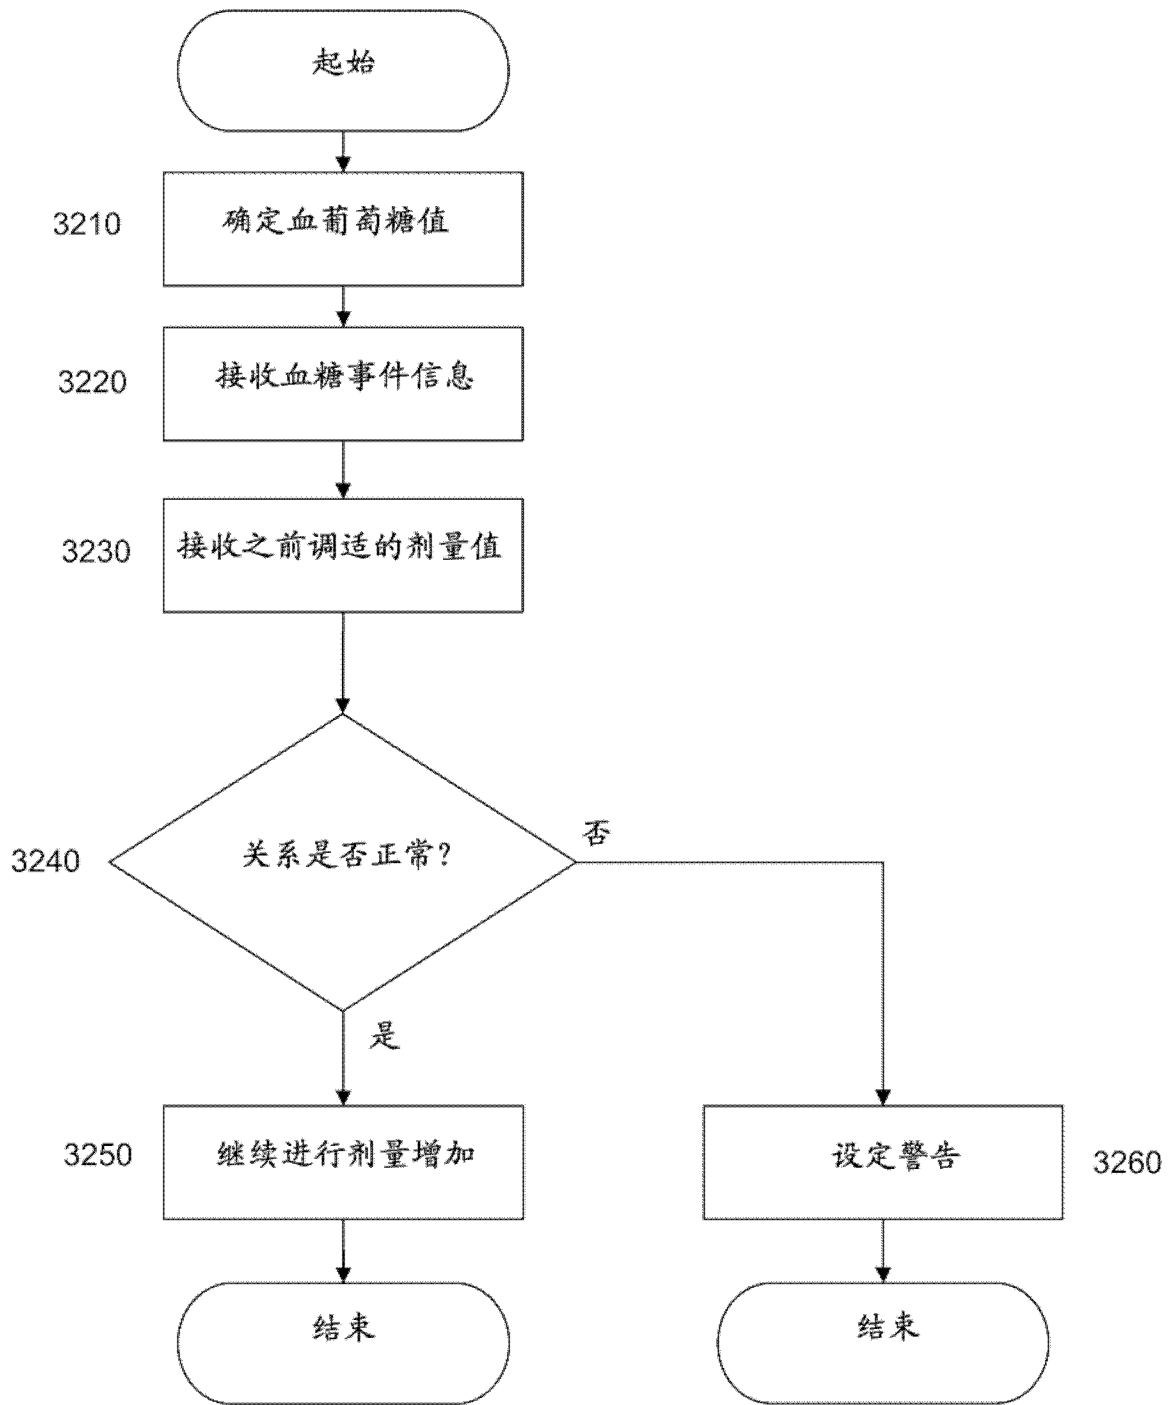 起始
3210
确定血葡萄糖值
3220
接收血糖事件信息
3230
接收之前调适的剂量值
3240
关系是否正常?
否
是
3250
继续进行剂量增加
设定警告
3260
结束
结束